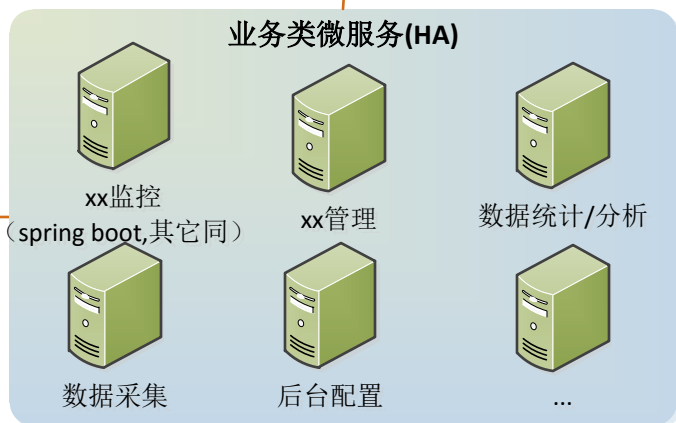 业务类微服务(HA)
xx监控
（spring boot,其它同）
xx管理
数据统计/分析
数据采集
后台配置
...